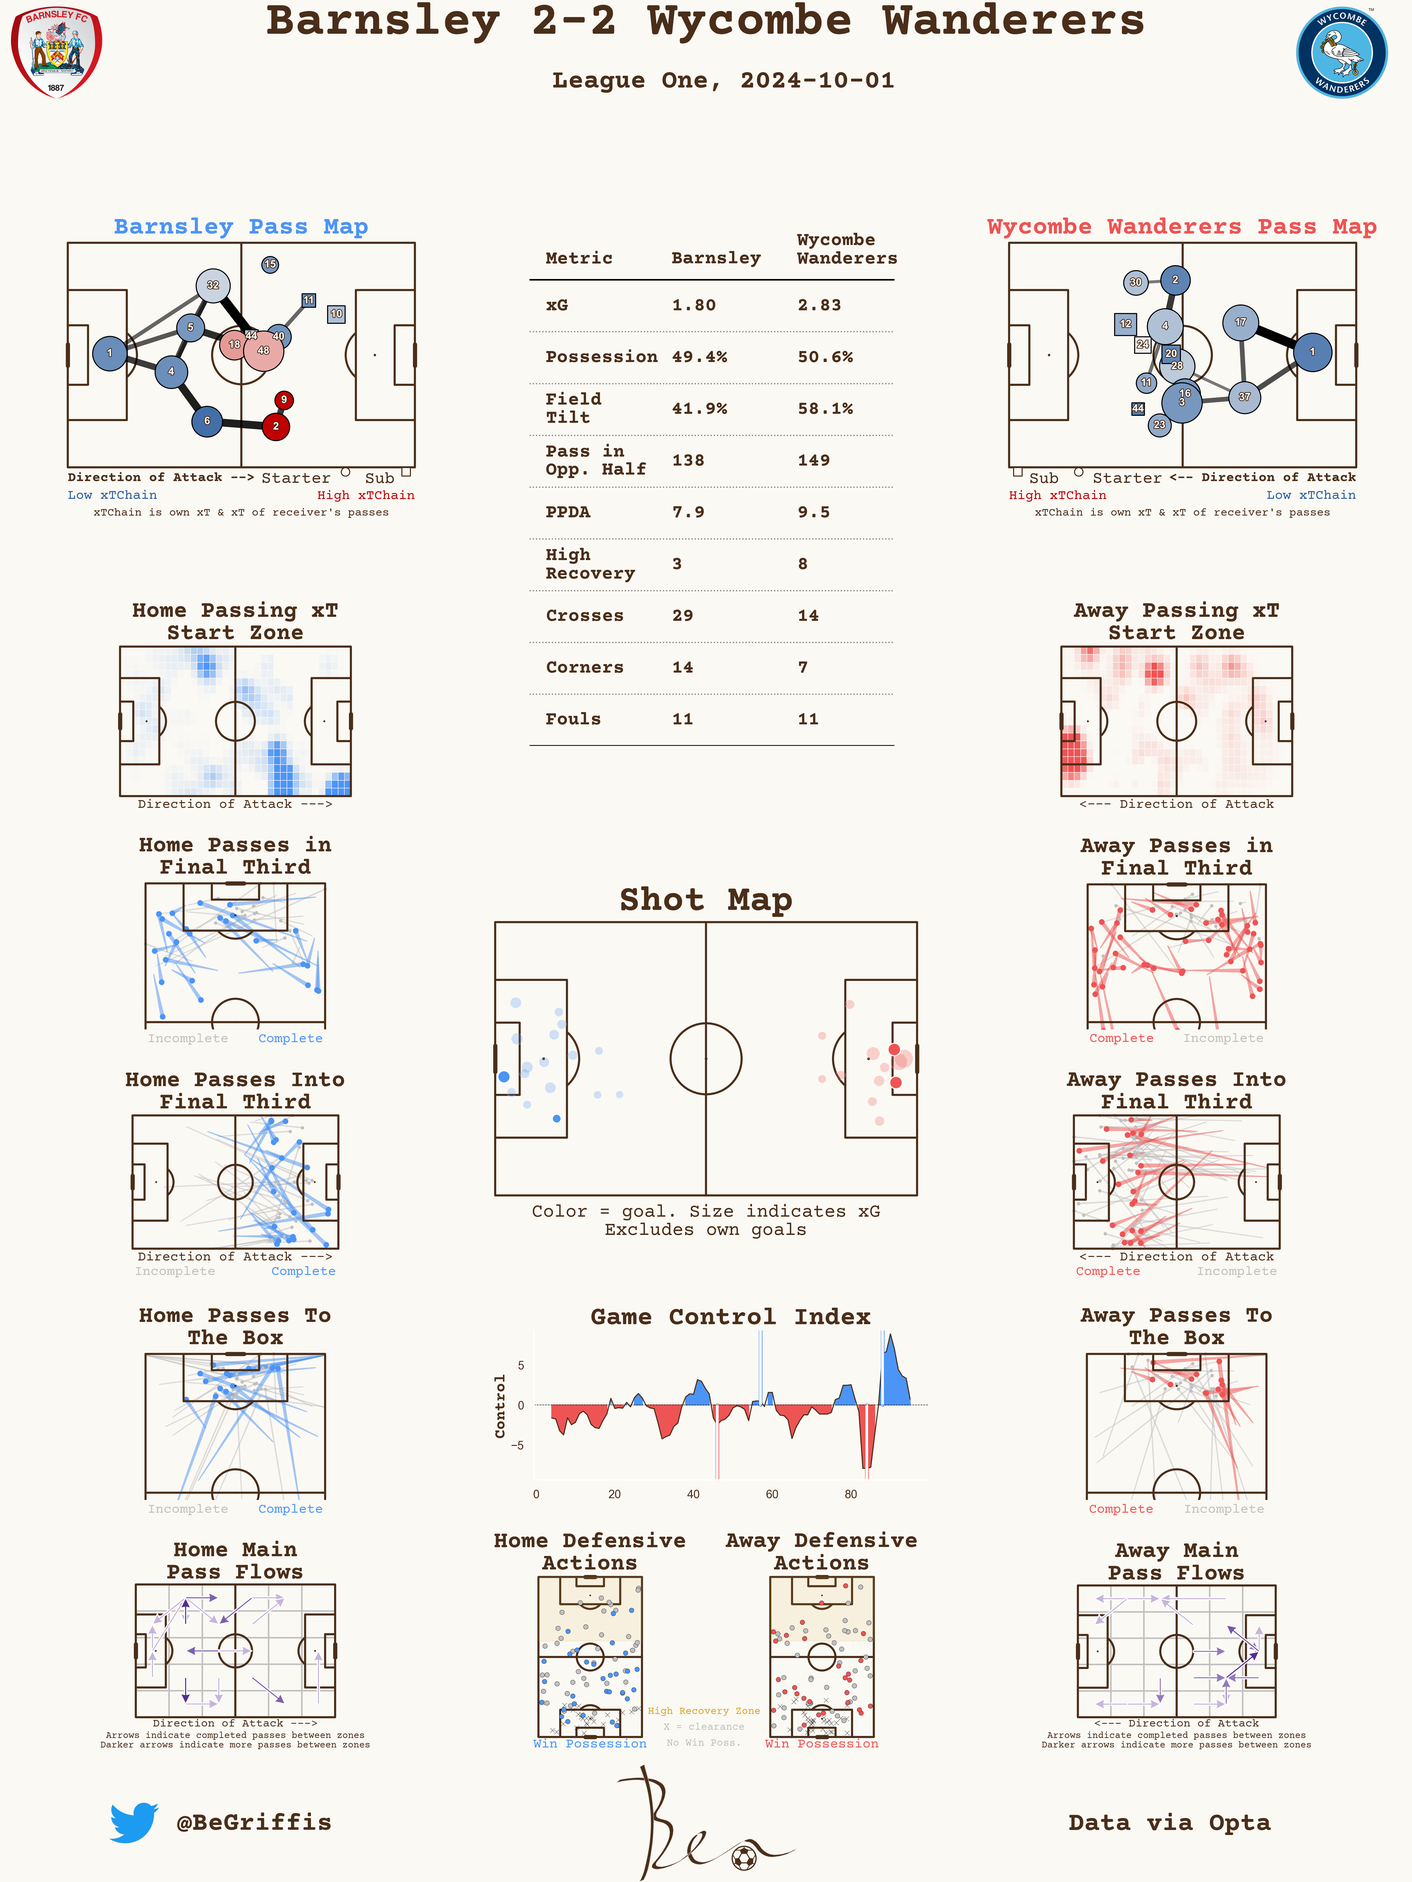 Barnsley 2-2 Wycombe Wanderers
League One, 2024-10-01
BARNSLEY FC
1887
WYCOMBE
WANDERERS
TM
Barnsley Pass Map
15
32
11
10
5
44
40
18
48
1
4
9
6
2
Direction of Attack --> Starter Sub
Low xTChain High xTChain
xTChain is own xT & xT of receiver's passes
Metric Barnsley Wycombe Wanderers
xG 1.80 2.83
Possession 49.4% 50.6%
Field Tilt 41.9% 58.1%
Pass in Opp. Half 138 149
PPDA 7.9 9.5
High Recovery 3 8
Crosses 29 14
Corners 14 7
Fouls 11 11
Wycombe Wanderers Pass Map
30
2
12
4
17
24
20
1
28
11
16
3
37
44
23
Sub Starter <-- Direction of Attack
High xTChain Low xTChain
xTChain is own xT & xT of receiver's passes
Home Passing xT
Start Zone
Direction of Attack --->
Away Passing xT
Start Zone
<--- Direction of Attack
Home Passes in
Final Third
Incomplete Complete
Away Passes in
Final Third
Complete Incomplete
Shot Map
Color = goal. Size indicates xG
Excludes own goals
Home Passes Into
Final Third
Direction of Attack --->
Incomplete Complete
Away Passes Into
Final Third
<--- Direction of Attack
Complete Incomplete
Home Passes To
The Box
Incomplete Complete
Game Control Index
Control
5
0
−5
0 20 40 60 80
Away Passes To
The Box
Complete Incomplete
Home Main
Pass Flows
Direction of Attack --->
Arrows indicate completed passes between zones
Darker arrows indicate more passes between zones
Home Defensive
Actions
Win Possession
High Recovery Zone
X = clearance
No Win Poss.
Away Defensive
Actions
Win Possession
Away Main
Pass Flows
<--- Direction of Attack
Arrows indicate completed passes between zones
Darker arrows indicate more passes between zones
@BeGriffis
Ben
Data via Opta